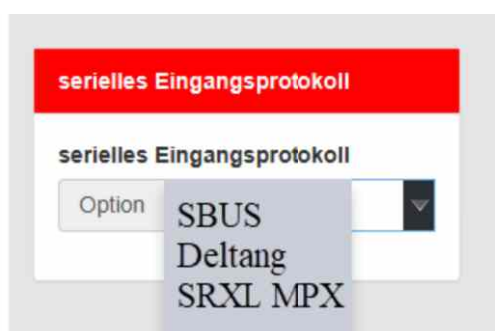 serielles Eingangsprotokoll
serielles Eingangsprotokoll
Option
SBUS
Deltang
SRXL MPX